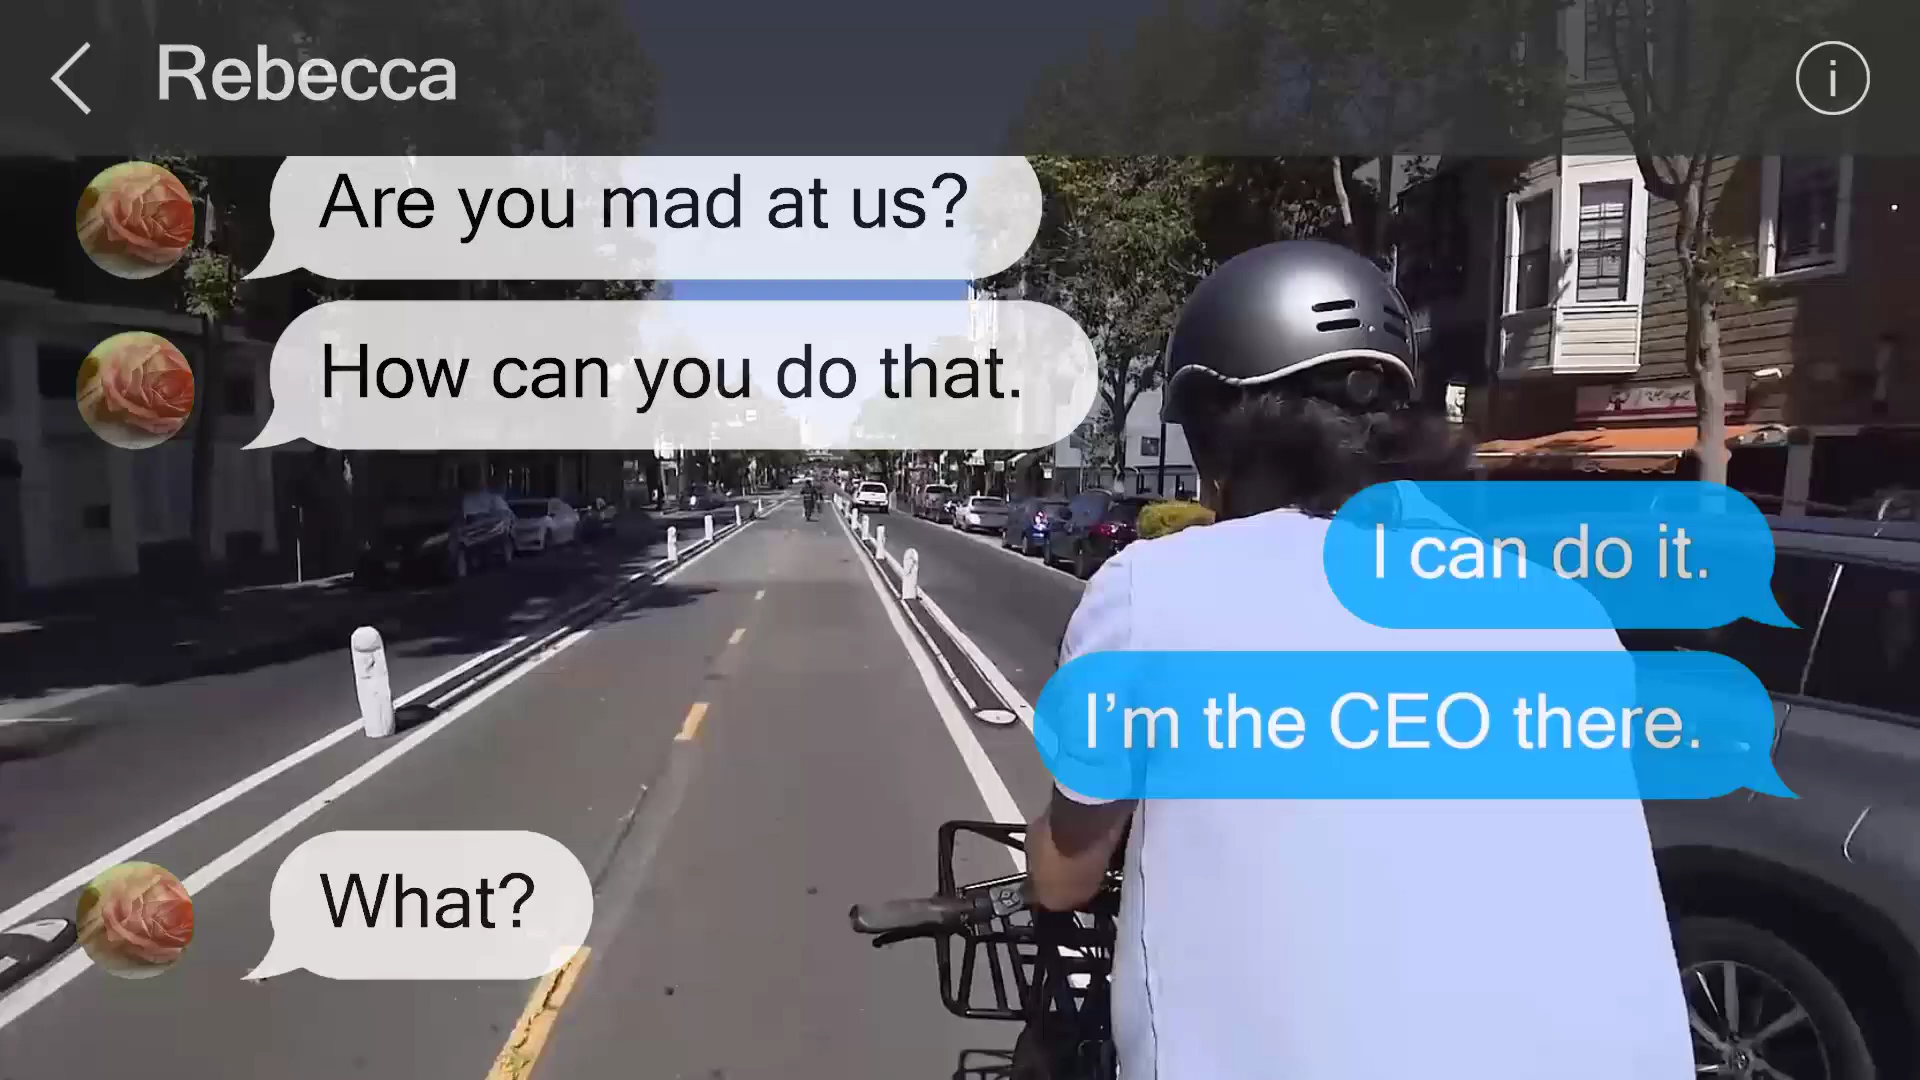 Rebecca
Are you mad at us?
How can you do that.
I can do it.
I’m the CEO there.
What?